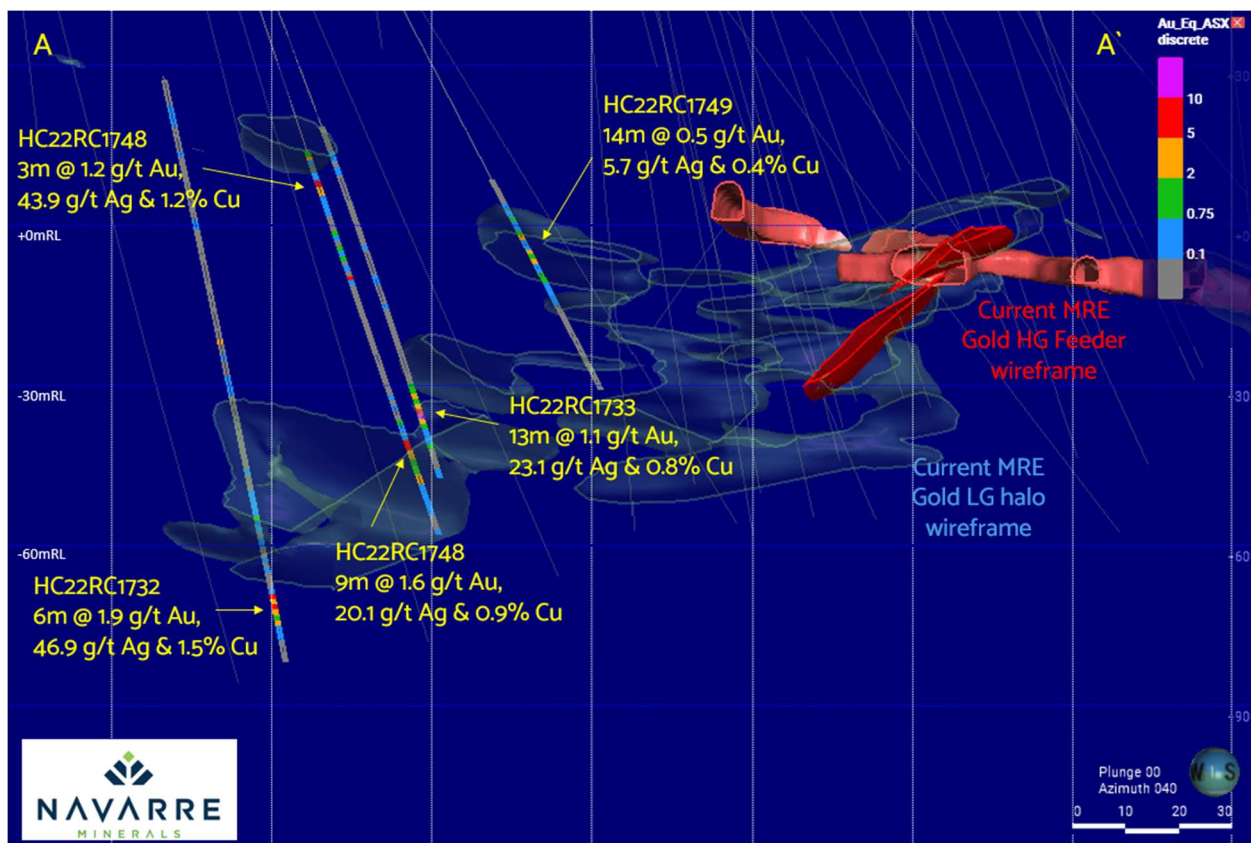 A
A`
Au_Eq_ASX
discrete
10
5
2
0.75
0.1
HC22RC1749
14m @ 0.5 g/t Au,
5.7 g/t Ag & 0.4% Cu
HC22RC1748
3m @ 1.2 g/t Au,
43.9 g/t Ag & 1.2% Cu
+0mRL
Current MRE
Gold HG Feeder
wireframe
-30mRL
-30
HC22RC1733
13m @ 1.1 g/t Au,
23.1 g/t Ag & 0.8% Cu
Current MRE
Gold LG halo
wireframe
-60mRL
-60
HC22RC1748
9m @ 1.6 g/t Au,
20.1 g/t Ag & 0.9% Cu
HC22RC1732
6m @ 1.9 g/t Au,
46.9 g/t Ag & 1.5% Cu
-90
NAVARRE
MINERALS
Plunge 00
Azimuth 040
W S
0 10 20 30